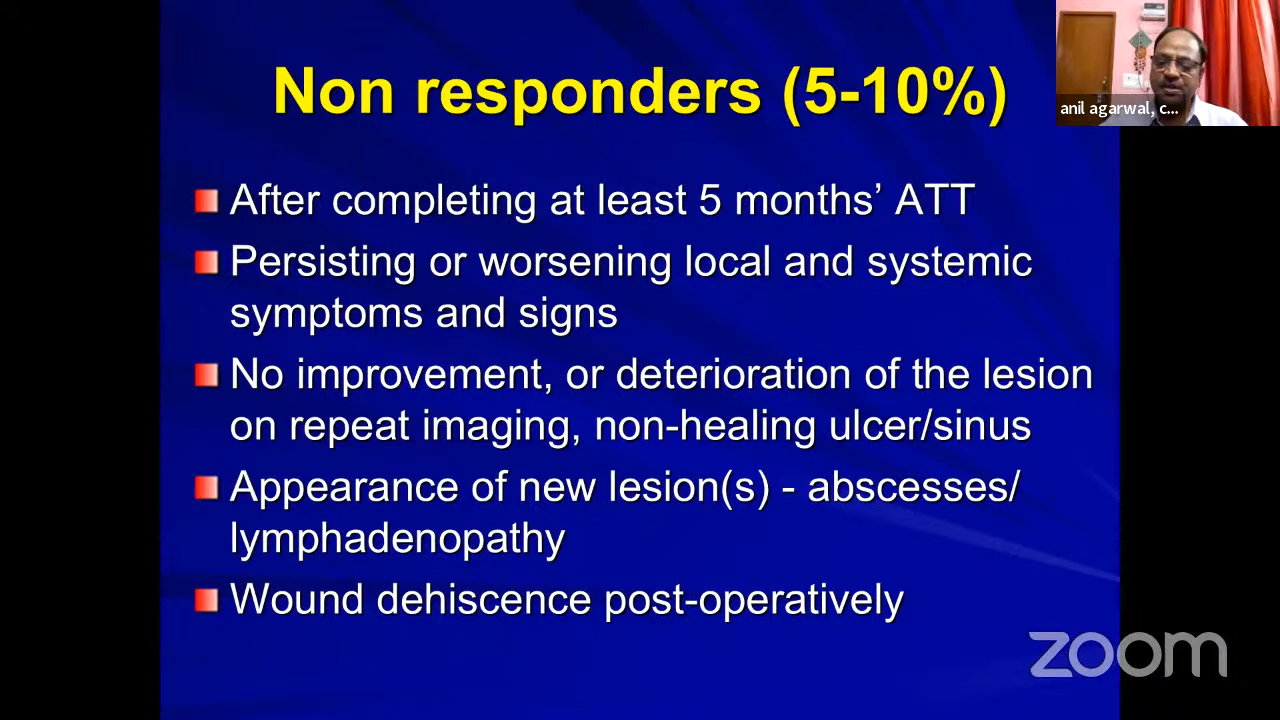 Non responders (5-10%)
anil agarwal, c...
After completing at least 5 months’ ATT
Persisting or worsening local and systemic
symptoms and signs
No improvement, or deterioration of the lesion
on repeat imaging, non-healing ulcer/sinus
Appearance of new lesion(s) - abscesses/
lymphadenopathy
Wound dehiscence post-operatively
zoom